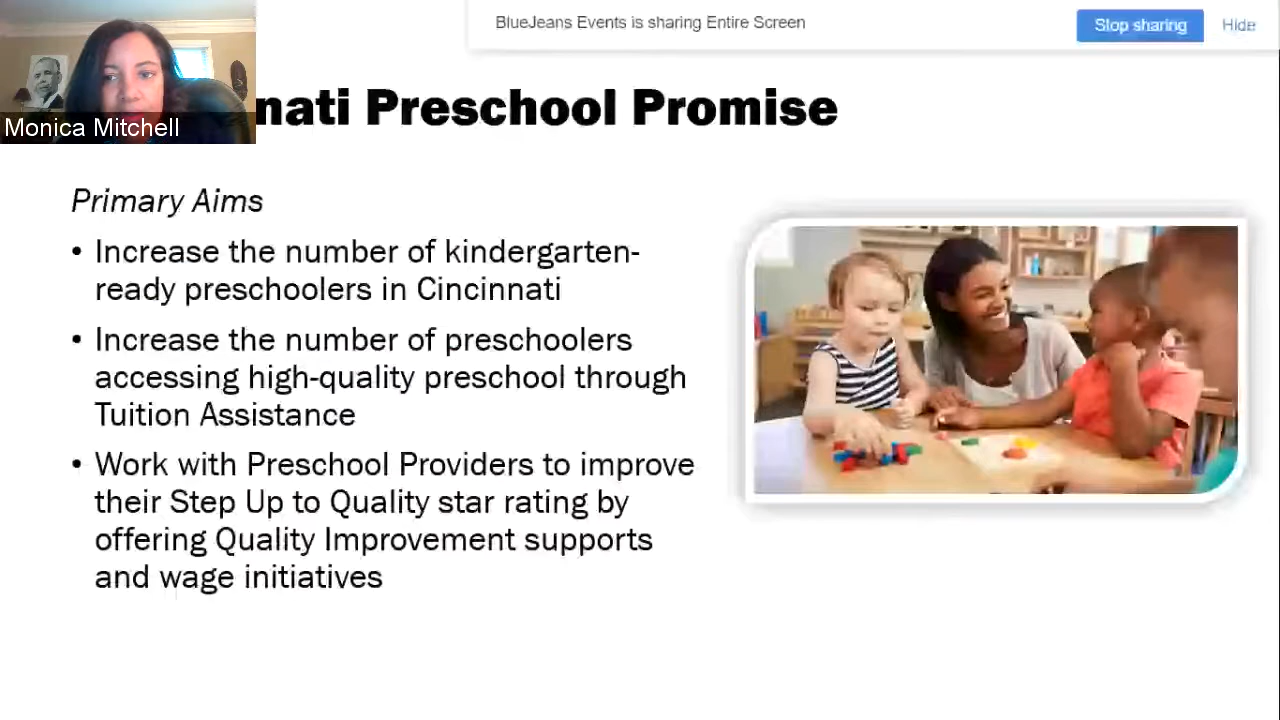 BlueJeans Events is sharing Entire Screen
Stop sharing
Hide
Monica Mitchell
nati Preschool Promise
Primary Aims
• Increase the number of kindergarten-
ready preschoolers in Cincinnati
• Increase the number of preschoolers
accessing high-quality preschool through
Tuition Assistance
• Work with Preschool Providers to improve
their Step Up to Quality star rating by
offering Quality Improvement supports
and wage initiatives